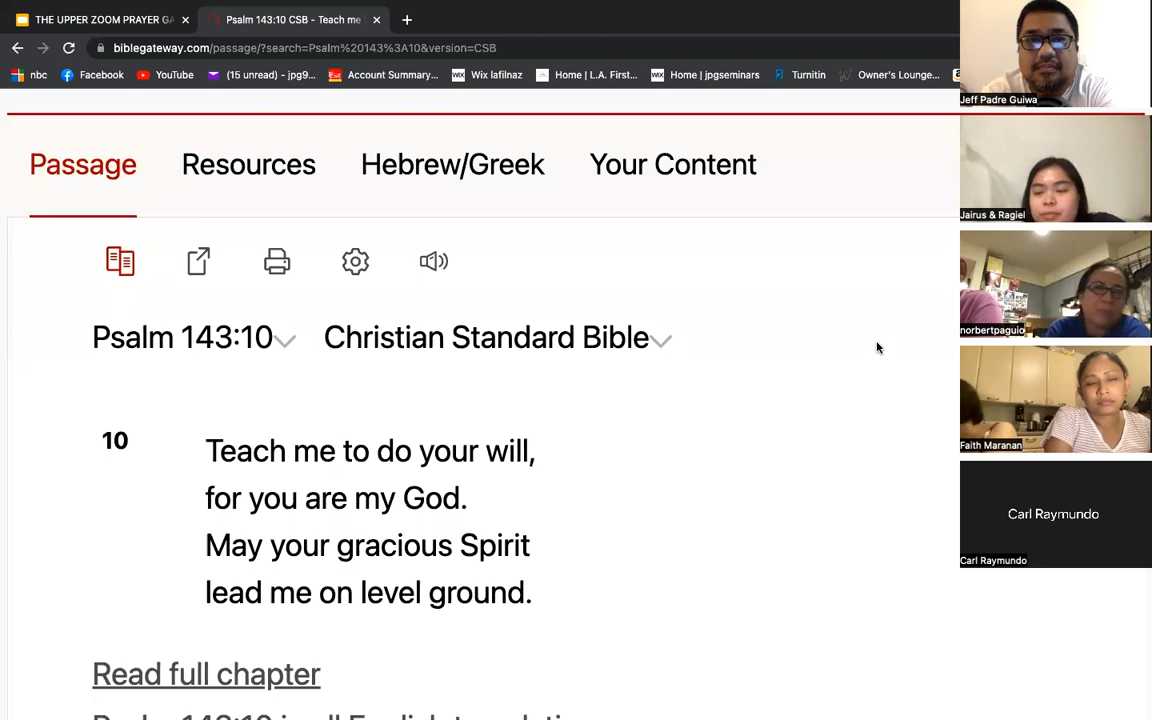 THE UPPER ZOOM PRAYER GA
Psalm 143:10 CSB - Teach me
biblegateway.com/passage/?search=Psalm%20143%3A10&version=CSB
nbc
Facebook
YouTube
(15 unread) - jpg9...
Account Summary...
WIX Wix lafilnaz
Home | L.A. First...
WIX Home | jpgseminars
Turnitin
Owner's Lounge...
Passage
Resources
Hebrew/Greek
Your Content
Psalm 143:10
Christian Standard Bible
10
Teach me to do your will,
for you are my God.
May your gracious Spirit
lead me on level ground.
Read full chapter
Jeff Padre Guiwa
Jairus & Ragiel
norbertpaguio
Faith Maranan
Carl Raymundo
Carl Raymundo